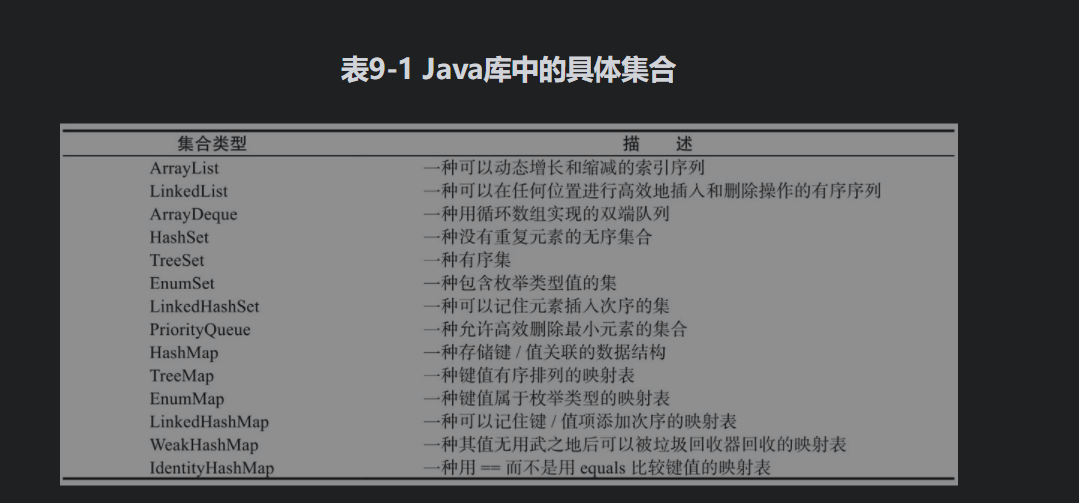 表9-1 Java库中的具体集合
集合类型 描 述
ArrayList 一种可以动态增长和缩减的索引序列
LinkedList 一种可以在任何位置进行高效地插入和删除操作的有序序列
ArrayDeque 一种用循环数组实现的双端队列
HashSet 一种没有重复元素的无序集合
TreeSet 一种有序集
EnumSet 一种包含枚举类型值的集
LinkedHashSet 一种可以记住元素插入次序的集
PriorityQueue 一种允许高效删除最小元素的集合
HashMap 一种存储键 / 值关联的数据结构
TreeMap 一种键值有序排列的映射表
EnumMap 一种键值属于枚举类型的映射表
LinkedHashMap 一种可以记住键 / 值项添加次序的映射表
WeakHashMap 一种其值无用武之地后可以被垃圾回收器回收的映射表
IdentityHashMap 一种用 == 而不是用 equals 比较键值的映射表